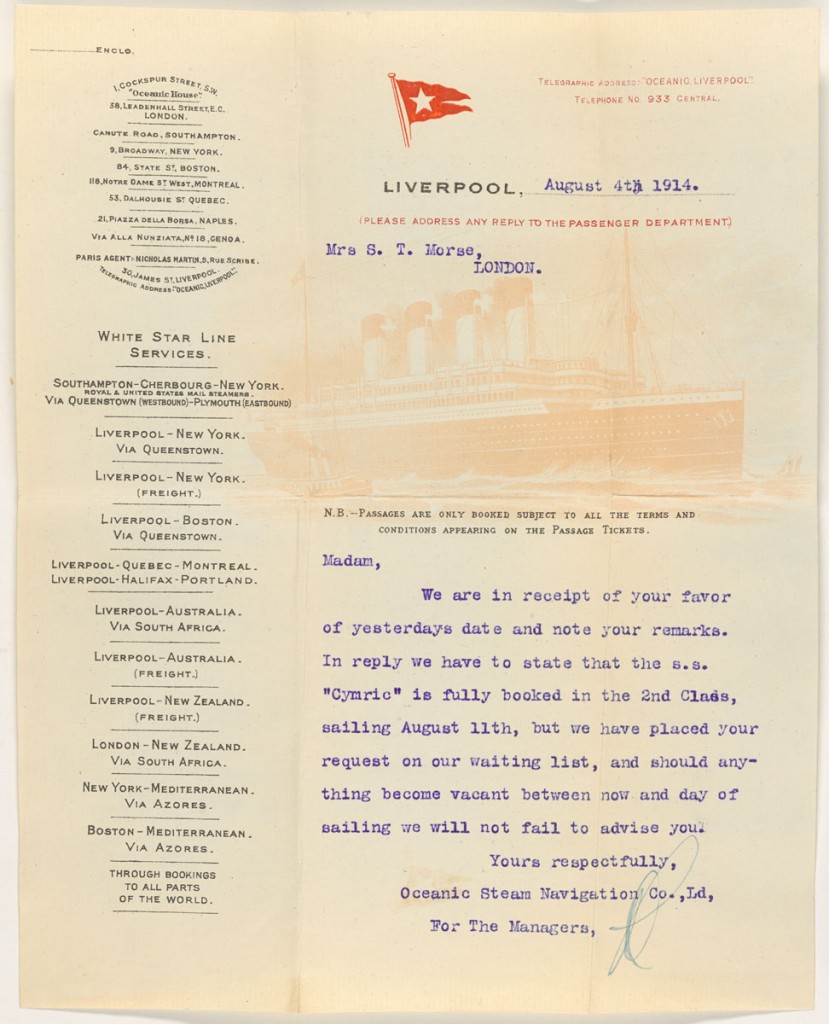 ENCLO.
1, COCKSPUR STREET, S.W.
"Oceanic House".
38, LEADENHALL STREET, E.C.
LONDON.
CANUTE ROAD, SOUTHAMPTON.
9, BROADWAY, NEW YORK.
84, STATE ST, BOSTON.
118, NOTRE DAME ST WEST, MONTREAL.
53, DALHOUSIE ST QUEBEC.
21, PIAZZA DELLA BORSA, NAPLES.
VIA ALLA NUNZIATA, NO 18, GENOA.
PARIS AGENT: NICHOLAS MARTIN, 9, RUE SCRIBE.
30, JAMES ST, LIVERPOOL.
TELEGRAPHIC ADDRESS: "OCEANIC, LIVERPOOL".
WHITE STAR LINE
SERVICES.
SOUTHAMPTON-CHERBOURG-NEW YORK.
ROYAL & UNITED STATES MAIL STEAMERS.
VIA QUEENSTOWN (WESTBOUND)-PLYMOUTH (EASTBOUND)
LIVERPOOL-NEW YORK.
VIA QUEENSTOWN.
LIVERPOOL-NEW YORK.
(FREIGHT.)
LIVERPOOL-BOSTON.
VIA QUEENSTOWN.
LIVERPOOL-QUEBEC-MONTREAL.
LIVERPOOL-HALIFAX-PORTLAND.
LIVERPOOL-AUSTRALIA.
VIA SOUTH AFRICA.
LIVERPOOL-AUSTRALIA.
(FREIGHT.)
LIVERPOOL-NEW ZEALAND.
(FREIGHT.)
LONDON-NEW ZEALAND.
VIA SOUTH AFRICA.
NEW YORK-MEDITERRANEAN.
VIA AZORES.
BOSTON-MEDITERRANEAN.
VIA AZORES.
THROUGH BOOKINGS
TO ALL PARTS
OF THE WORLD.
TELEGRAPHIC ADDRESS: "OCEANIC, LIVERPOOL".
TELEPHONE NO. 933 CENTRAL.
LIVERPOOL, August 4th 1914.
(PLEASE ADDRESS ANY REPLY TO THE PASSENGER DEPARTMENT.)
Mrs S. T. Morse,
LONDON.
N.B.-PASSAGES ARE ONLY BOOKED SUBJECT TO ALL THE TERMS AND
CONDITIONS APPEARING ON THE PASSAGE TICKETS.
Madam,
We are in receipt of your favor
of yesterdays date and note your remarks.
In reply we have to state that the s.s.
"Cymric" is fully booked in the 2nd Class,
sailing August 11th, but we have placed your
request on our waiting list, and should any-
thing become vacant between now and day of
sailing we will not fail to advise you.
Yours respectfully,
Oceanic Steam Navigation Co.,Ld,
For The Managers,